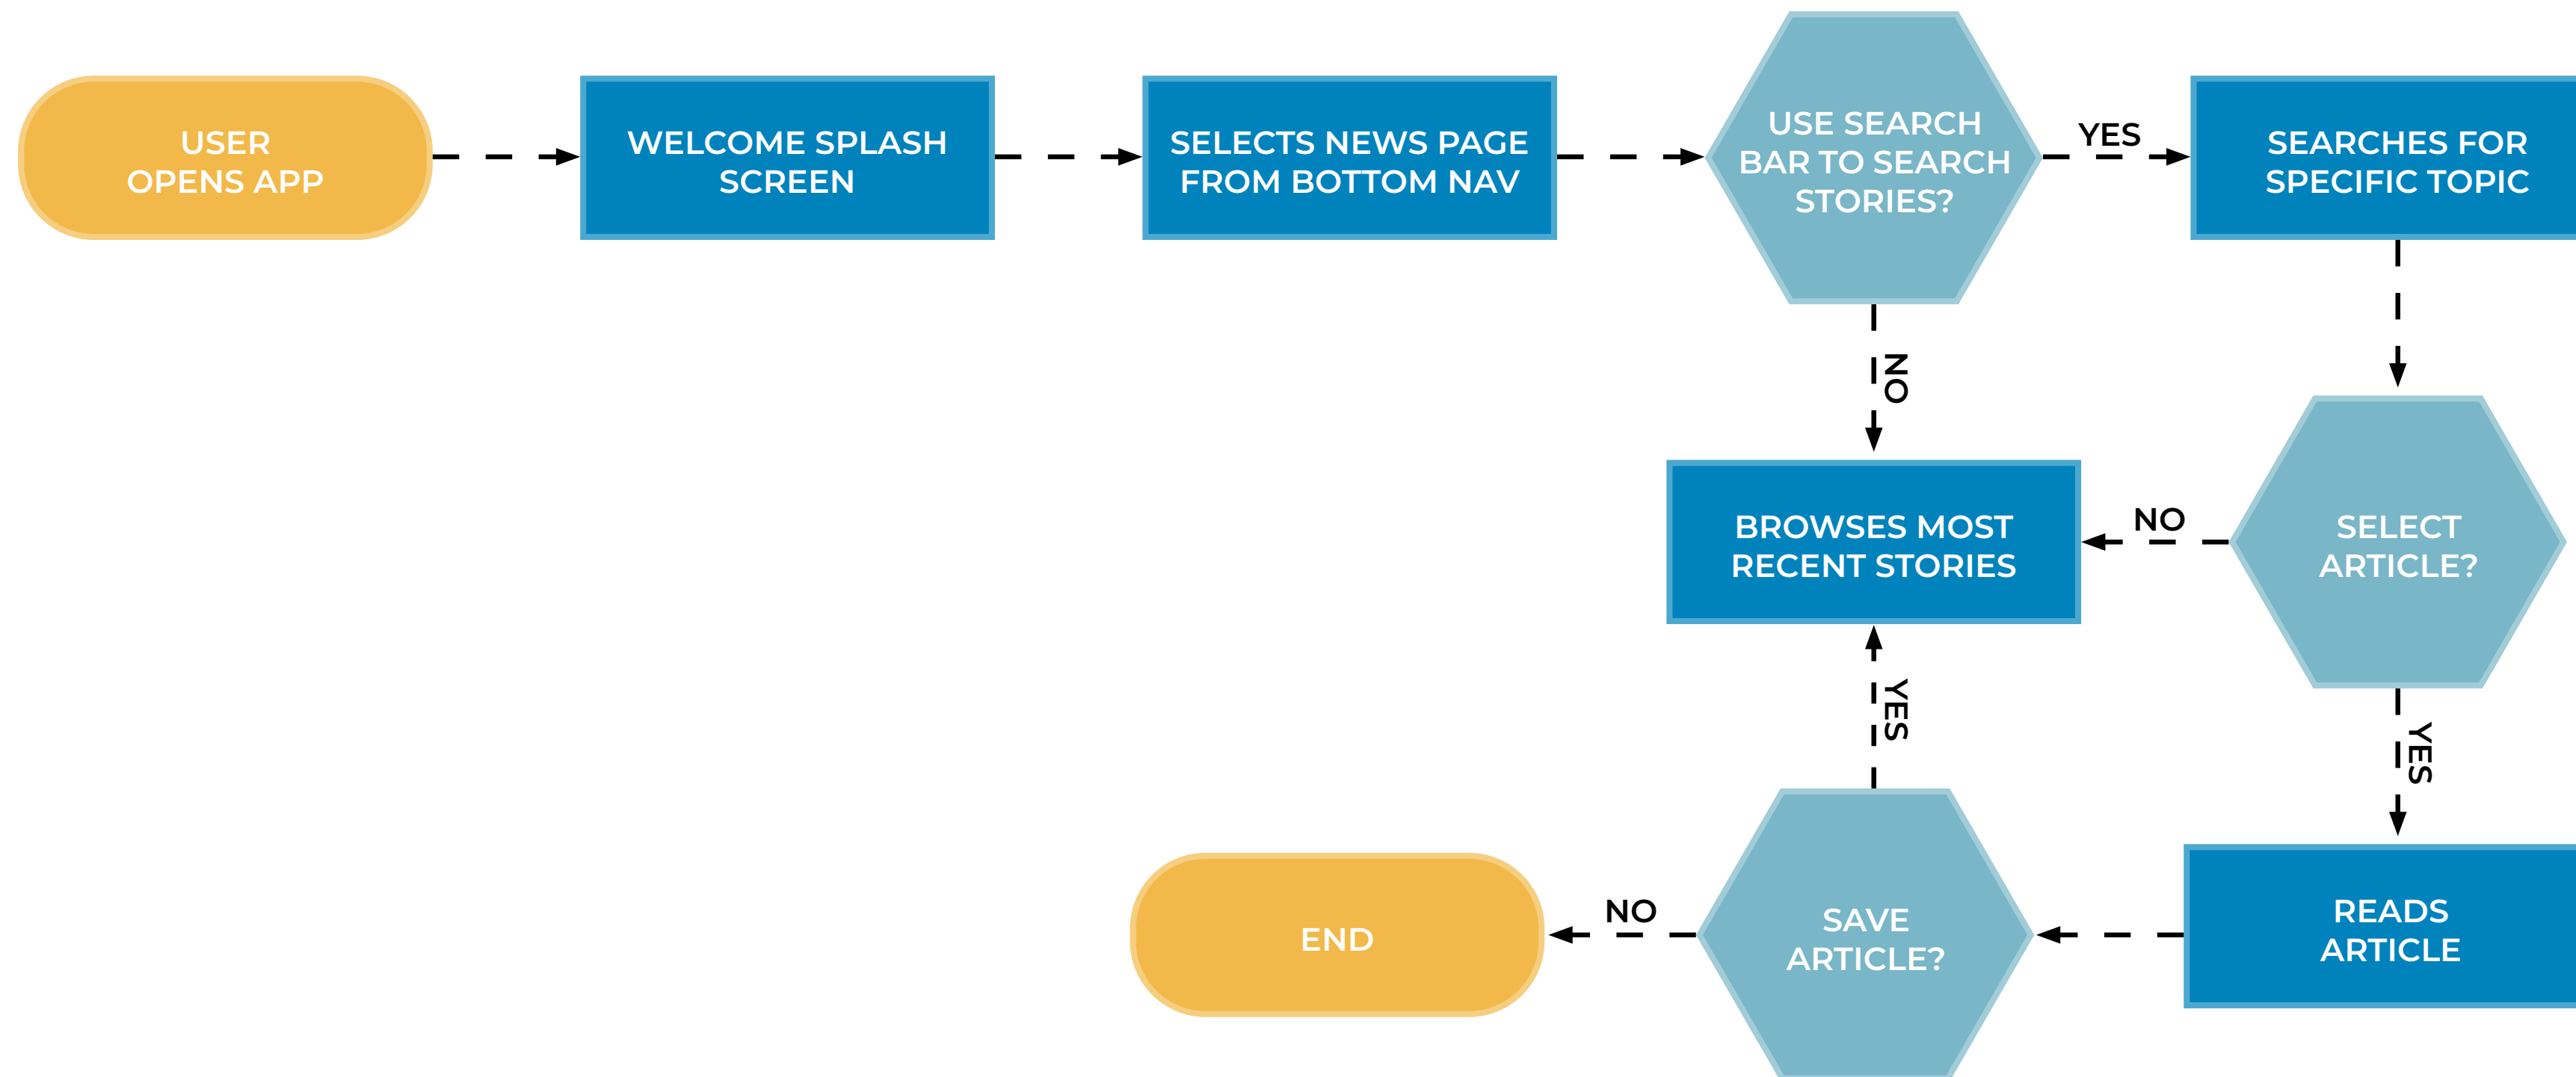 USER
OPENS APP
WELCOME SPLASH
SCREEN
SELECTS NEWS PAGE
FROM BOTTOM NAV
USE SEARCH
BAR TO SEARCH
STORIES?
YES
SEARCHES FOR
SPECIFIC TOPIC
NO
BROWSES MOST
RECENT STORIES
NO
SELECT
ARTICLE?
YES
YES
END
NO
SAVE
ARTICLE?
READS
ARTICLE